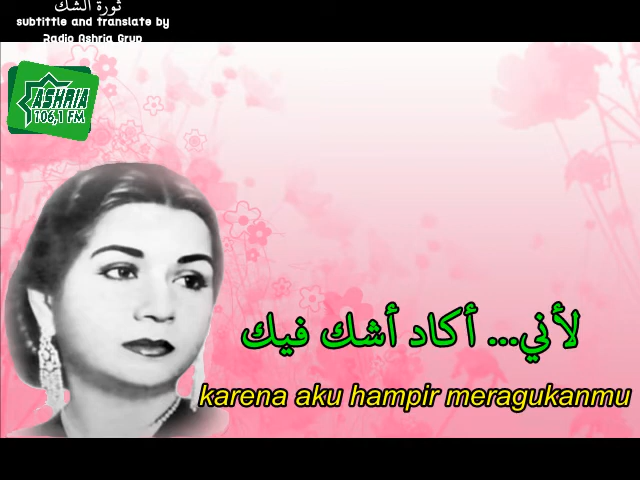 ثورة الشك
subtittle and translate by
Radio Ashria Grup
ASHRIA
106,1 FM
لأني... أكاد أشك فيك
karena aku hampir meragukanmu